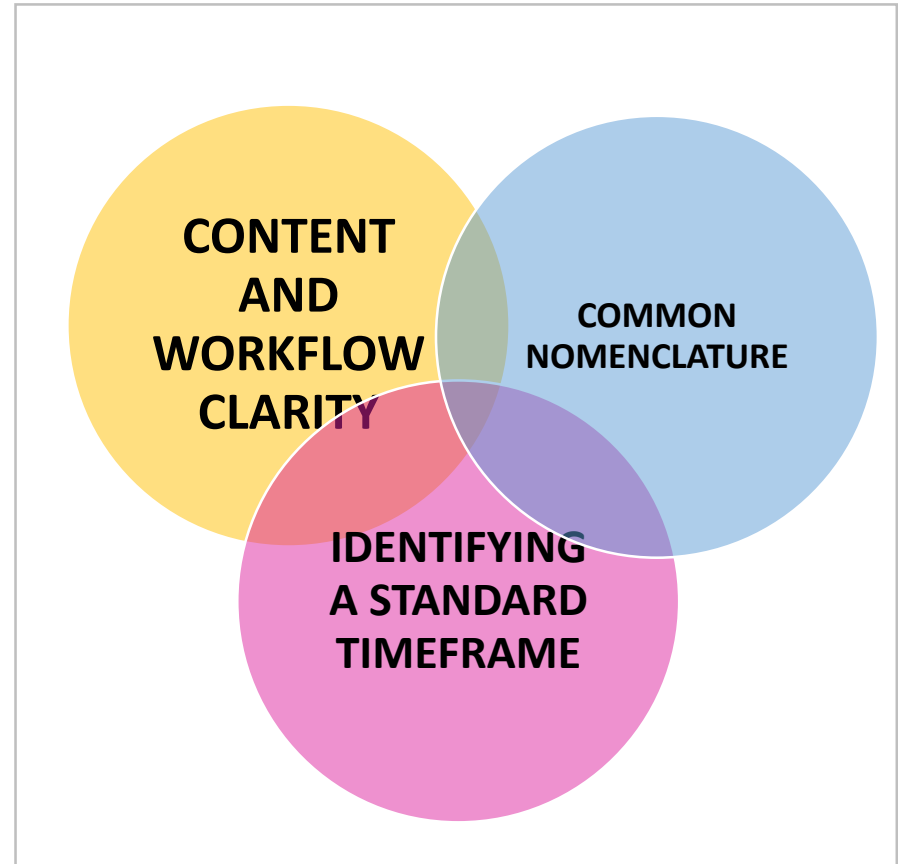 CONTENT
AND
WORKFLOW
CLARITY
COMMON
NOMENCLATURE
IDENTIFYING
A STANDARD
TIMEFRAME